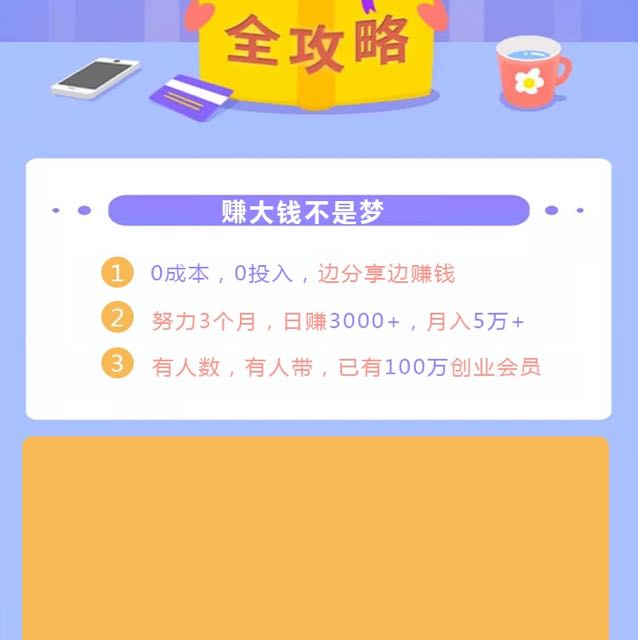 全攻略
赚大钱不是梦
1 0成本，0投入，边分享边赚钱
2 努力3个月，日赚3000+，月入5万+
3 有人数，有人带，已有100万创业会员